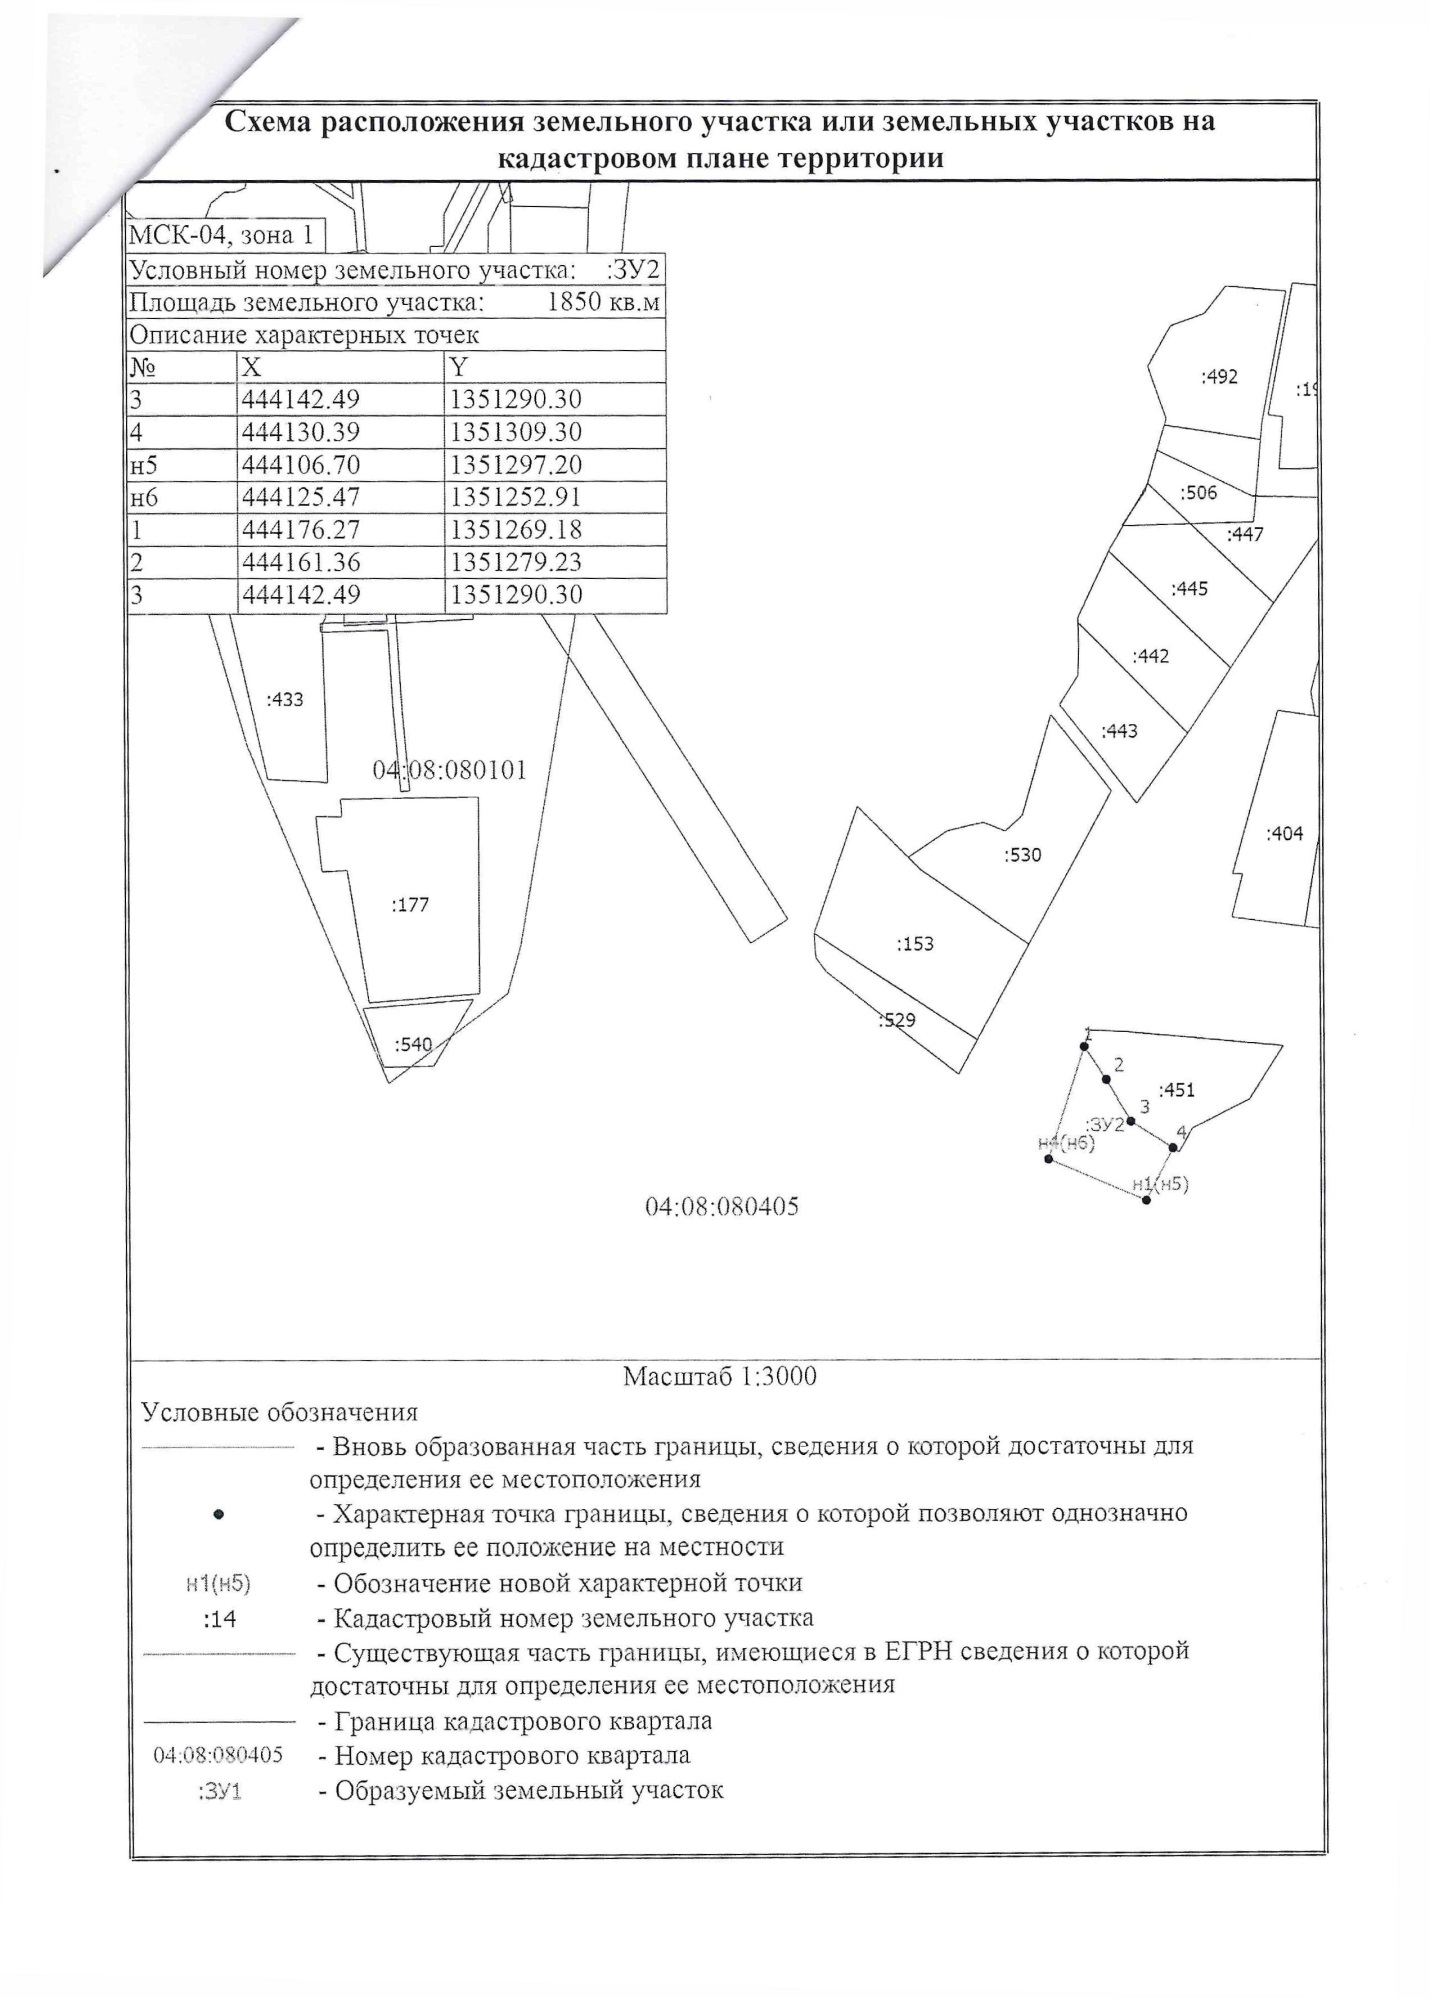 Схема расположения земельного участка или земельных участков на
кадастровом плане территории
МСК-04, зона 1
Условный номер земельного участка: :ЗУ2
Площадь земельного участка: 1850 кв.м
Описание характерных точек
№ X Y
3 444142.49 1351290.30
4 444130.39 1351309.30
н5 444106.70 1351297.20
н6 444125.47 1351252.91
1 444176.27 1351269.18
2 444161.36 1351279.23
3 444142.49 1351290.30
:492
:506
:447
:445
:442
:443
:433
04:08:080101
:404
:530
:177
:153
:529
:540
1
2
:451
3
:ЗУ2
4
н4(н6)
н1(н5)
04:08:080405
Масштаб 1:3000
Условные обозначения
- Вновь образованная часть границы, сведения о которой достаточны для
определения ее местоположения
- Характерная точка границы, сведения о которой позволяют однозначно
определить ее положение на местности
н1(н5) - Обозначение новой характерной точки
:14 - Кадастровый номер земельного участка
- Существующая часть границы, имеющиеся в ЕГРН сведения о которой
достаточны для определения ее местоположения
- Граница кадастрового квартала
04:08:080405 - Номер кадастрового квартала
:ЗУ1 - Образуемый земельный участок